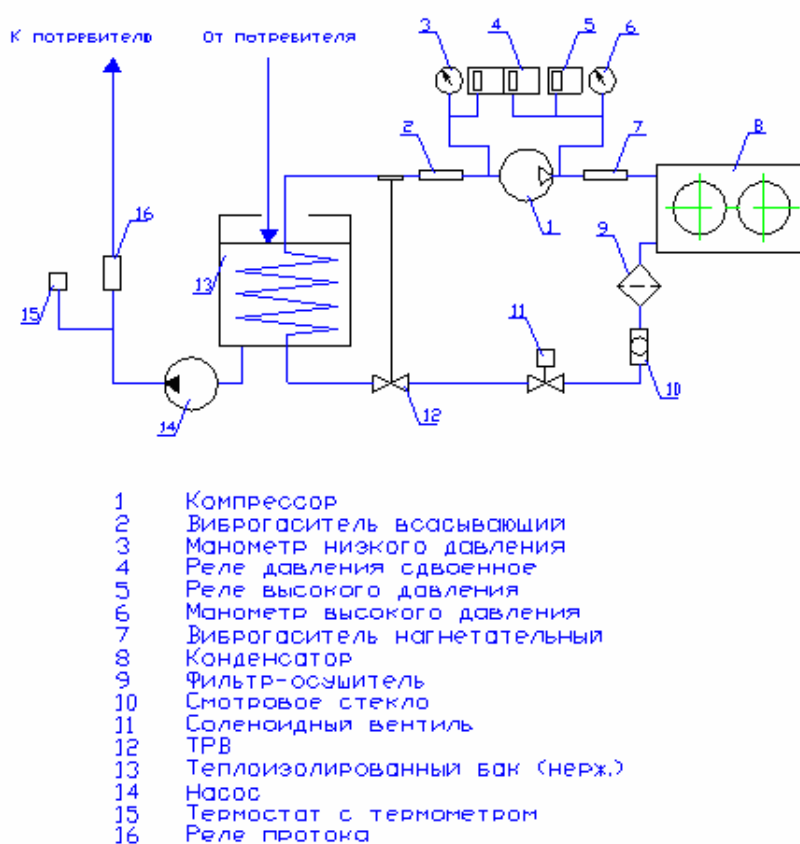 К потребителю
От потребителя
3
4
5
6
2
7
8
1
16
9
13
15
11
10
12
14
1 Компрессор
2 Виброгаситель всасывающий
3 Манометр низкого давления
4 Реле давления сдвоенное
5 Реле высокого давления
6 Манометр высокого давления
7 Виброгаситель нагнетательный
8 Конденсатор
9 Фильтр-осушитель
10 Смотровое стекло
11 Соленоидный вентиль
12 ТРВ
13 Теплоизолированный бак (нерж.)
14 Насос
15 Термостат с термометром
16 Реле протока